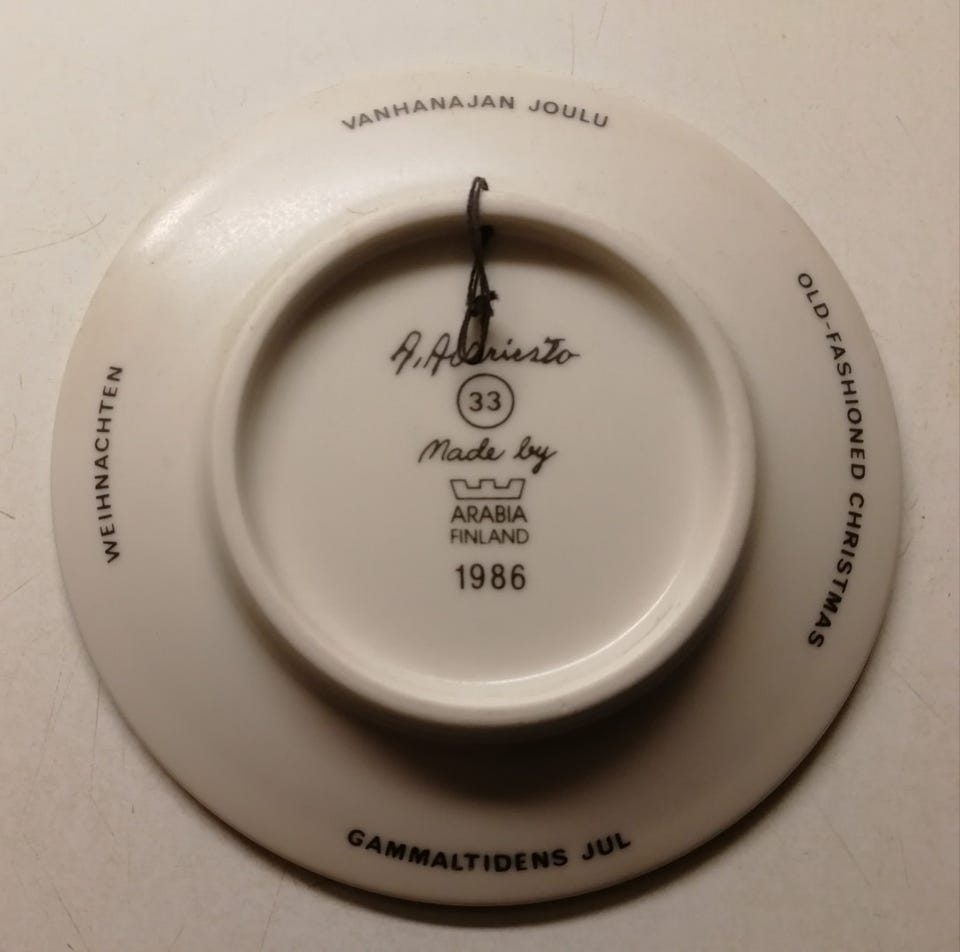 VANHANAJAN JOULU
OLD-FASHIONED CHRISTMAS
GAMMALTIDENS JUL
WEIHNACHTEN
A.
33
Made by
ARABIA
FINLAND
1986